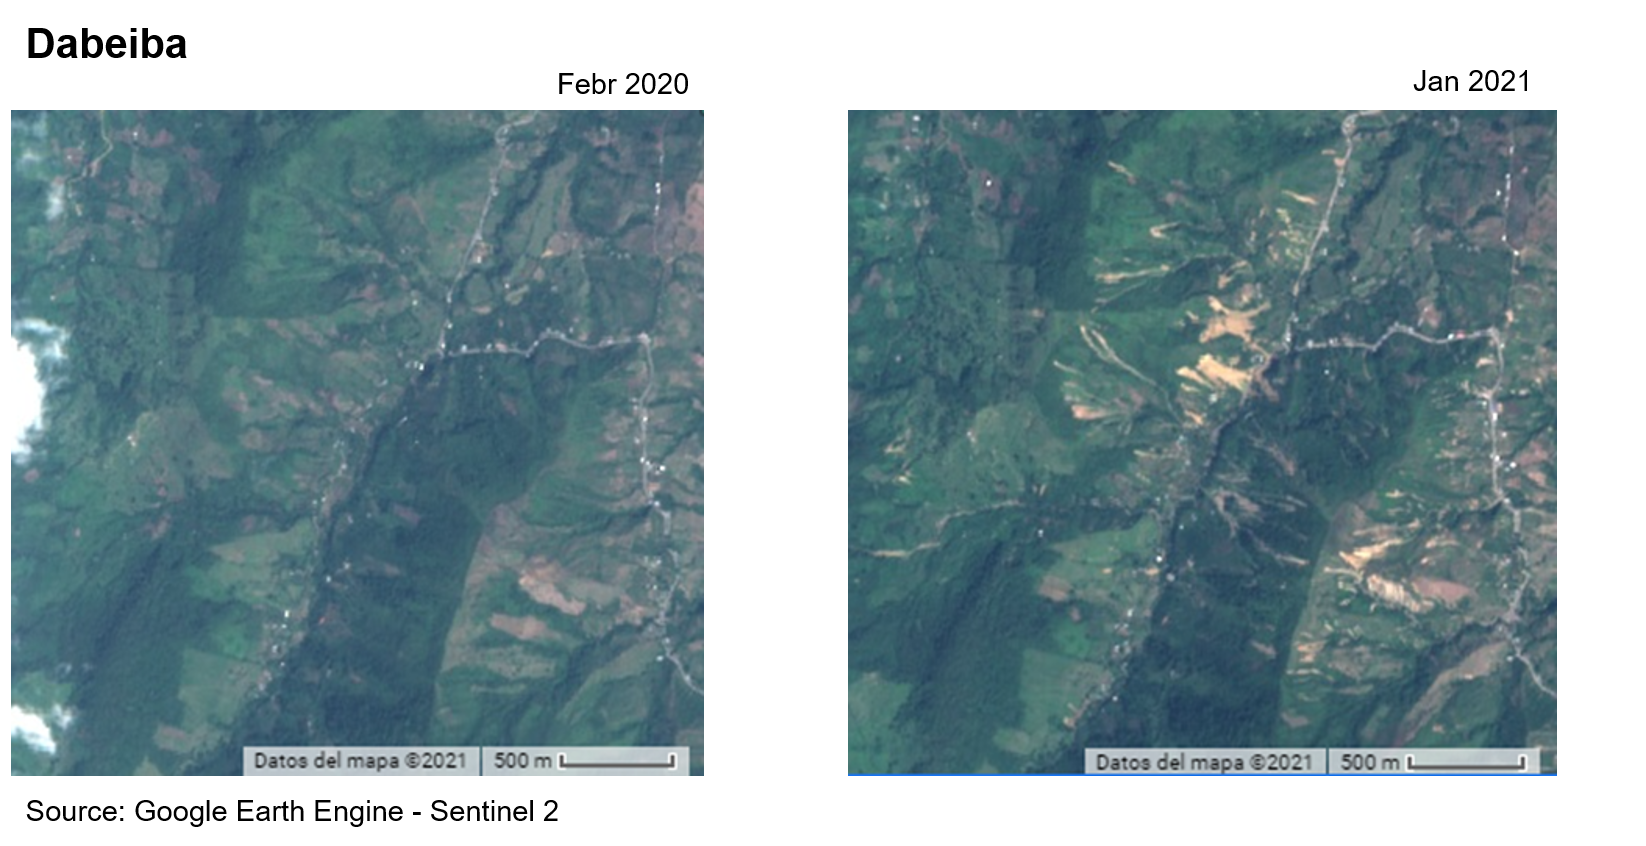 Dabeiba
Febr 2020
Jan 2021
Datos del mapa ©2021
500 m
Datos del mapa ©2021
500 m
Source: Google Earth Engine - Sentinel 2